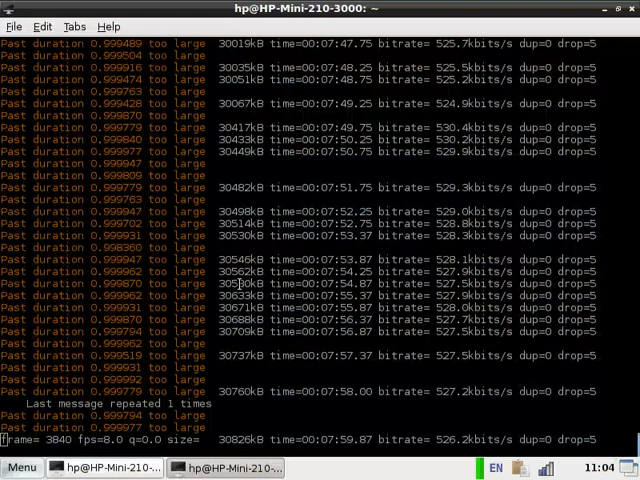 hp@HP-Mini-210-3000: ~
File Edit Tabs Help
Past duration 0.999489 too large 30019kB time=00:07:47.75 bitrate= 525.7kbits/s dup=0 drop=5
Past duration 0.999504 too large
Past duration 0.999916 too large 30035kB time=00:07:48.25 bitrate= 525.5kbits/s dup=0 drop=5
Past duration 0.999474 too large 30051kB time=00:07:48.75 bitrate= 525.2kbits/s dup=0 drop=5
Past duration 0.999763 too large
Past duration 0.999428 too large 30067kB time=00:07:49.25 bitrate= 524.9kbits/s dup=0 drop=5
Past duration 0.999870 too large
Past duration 0.999779 too large 30417kB time=00:07:49.75 bitrate= 530.4kbits/s dup=0 drop=5
Past duration 0.999840 too large 30433kB time=00:07:50.25 bitrate= 530.2kbits/s dup=0 drop=5
Past duration 0.999977 too large 30449kB time=00:07:50.75 bitrate= 529.9kbits/s dup=0 drop=5
Past duration 0.999947 too large
Past duration 0.999809 too large
Past duration 0.999779 too large 30482kB time=00:07:51.75 bitrate= 529.3kbits/s dup=0 drop=5
Past duration 0.999763 too large
Past duration 0.999947 too large 30498kB time=00:07:52.25 bitrate= 529.0kbits/s dup=0 drop=5
Past duration 0.999702 too large 30514kB time=00:07:52.75 bitrate= 528.8kbits/s dup=0 drop=5
Past duration 0.999931 too large 30530kB time=00:07:53.37 bitrate= 528.3kbits/s dup=0 drop=5
Past duration 0.998360 too large
Past duration 0.999947 too large 30546kB time=00:07:53.87 bitrate= 528.1kbits/s dup=0 drop=5
Past duration 0.999962 too large 30562kB time=00:07:54.25 bitrate= 527.9kbits/s dup=0 drop=5
Past duration 0.999870 too large time=00:07:54.87 bitrate= 527.5kbits/s dup=0 drop=5
Past duration 0.999962 too large 30633kB time=00:07:55.37 bitrate= 527.9kbits/s dup=0 drop=5
Past duration 0.999931 too large 30671kB time=00:07:55.87 bitrate= 528.0kbits/s dup=0 drop=5
Past duration 0.999870 too large 30688kB time=00:07:56.37 bitrate= 527.7kbits/s dup=0 drop=5
Past duration 0.999794 too large 30709kB time=00:07:56.87 bitrate= 527.5kbits/s dup=0 drop=5
Past duration 0.999962 too large
Past duration 0.999519 too large 30737kB time=00:07:57.37 bitrate= 527.5kbits/s dup=0 drop=5
Past duration 0.999931 too large
Past duration 0.999992 too large
Past duration 0.999779 too large 30760kB time=00:07:58.00 bitrate= 527.2kbits/s dup=0 drop=5
Last message repeated 1 times
Past duration 0.999794 too large
Past duration 0.999977 too large
frame= 3840 fps=8.0 q=0.0 size= 30826kB time=00:07:59.87 bitrate= 526.2kbits/s dup=0 drop=5
Menu hp@HP-Mini-210-... hp@HP-Mini-210-... EN 11:04